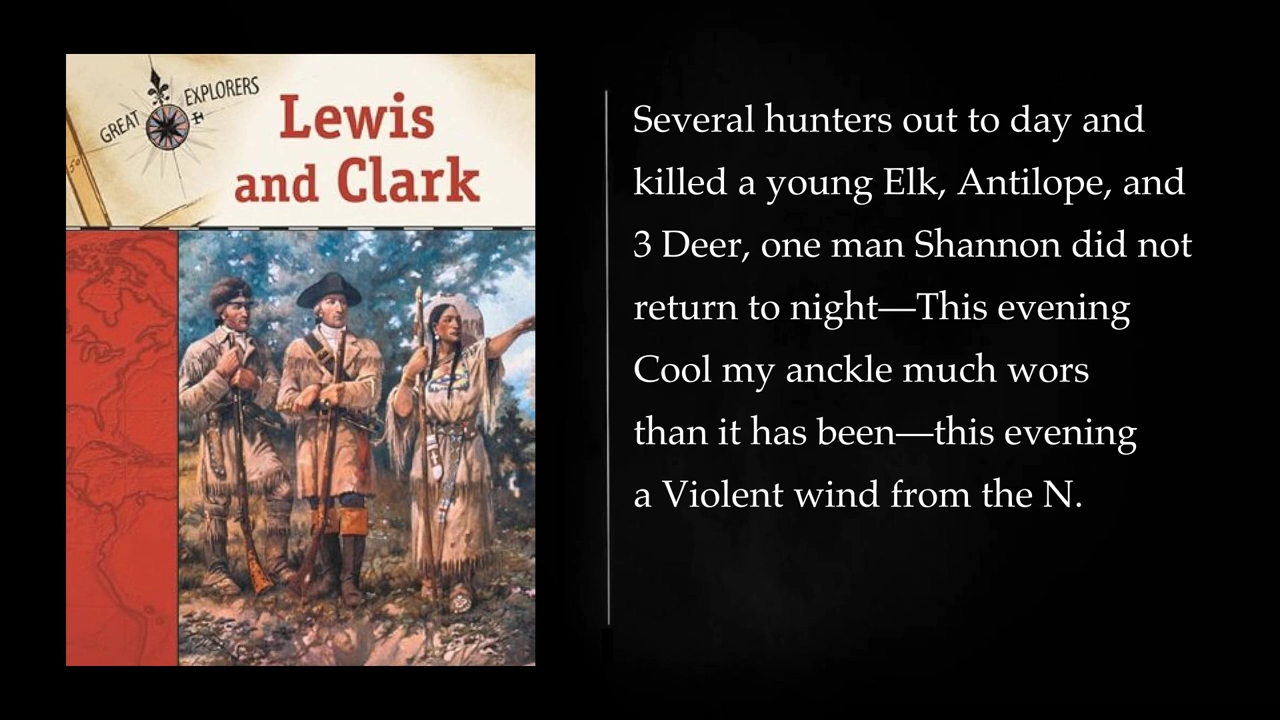 GREAT EXPLORERS
Lewis
and Clark
50
Several hunters out to day and
killed a young Elk, Antilope, and
3 Deer, one man Shannon did not
return to night—This evening
Cool my anckle much wors
than it has been—this evening
a Violent wind from the N.